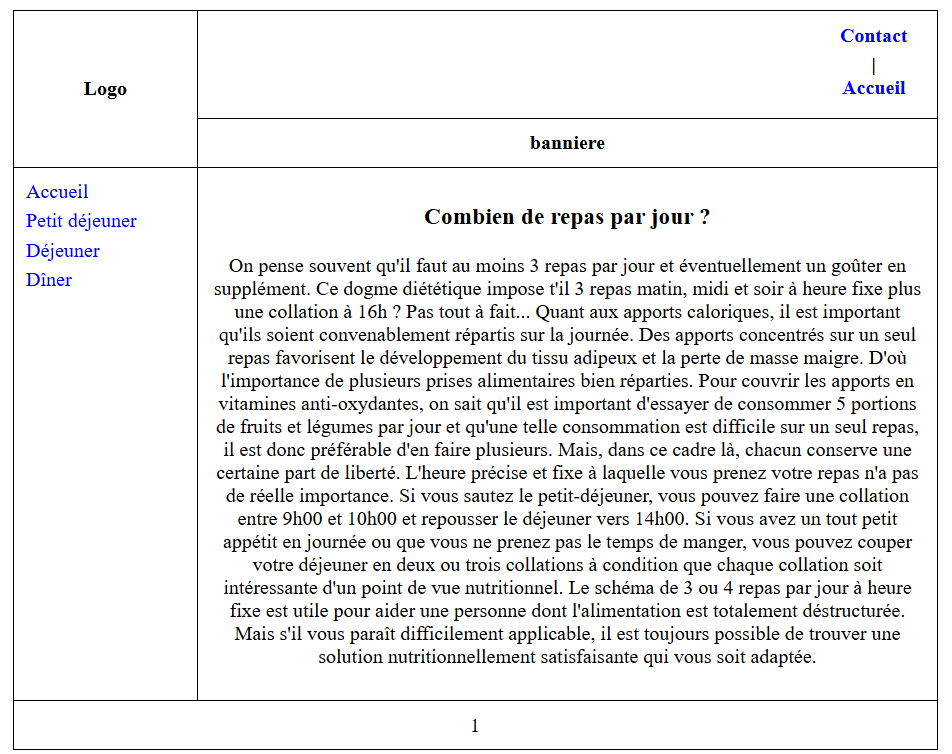 Logo
Contact
|
Accueil
banniere
Accueil
Petit déjeuner
Déjeuner
Dîner
Combien de repas par jour ?
On pense souvent qu'il faut au moins 3 repas par jour et éventuellement un goûter en
supplément. Ce dogme diététique impose t'il 3 repas matin, midi et soir à heure fixe plus
une collation à 16h ? Pas tout à fait... Quant aux apports caloriques, il est important
qu'ils soient convenablement répartis sur la journée. Des apports concentrés sur un seul
repas favorisent le développement du tissu adipeux et la perte de masse maigre. D'où
l'importance de plusieurs prises alimentaires bien réparties. Pour couvrir les apports en
vitamines anti-oxydantes, on sait qu'il est important d'essayer de consommer 5 portions
de fruits et légumes par jour et qu'une telle consommation est difficile sur un seul repas,
il est donc préférable d'en faire plusieurs. Mais, dans ce cadre là, chacun conserve une
certaine part de liberté. L'heure précise et fixe à laquelle vous prenez votre repas n'a pas
de réelle importance. Si vous sautez le petit-déjeuner, vous pouvez faire une collation
entre 9h00 et 10h00 et repousser le déjeuner vers 14h00. Si vous avez un tout petit
appétit en journée ou que vous ne prenez pas le temps de manger, vous pouvez couper
votre déjeuner en deux ou trois collations à condition que chaque collation soit
intéressante d'un point de vue nutritionnel. Le schéma de 3 ou 4 repas par jour à heure
fixe est utile pour aider une personne dont l'alimentation est totalement déstructurée.
Mais s'il vous paraît difficilement applicable, il est toujours possible de trouver une
solution nutritionnellement satisfaisante qui vous soit adaptée.
1